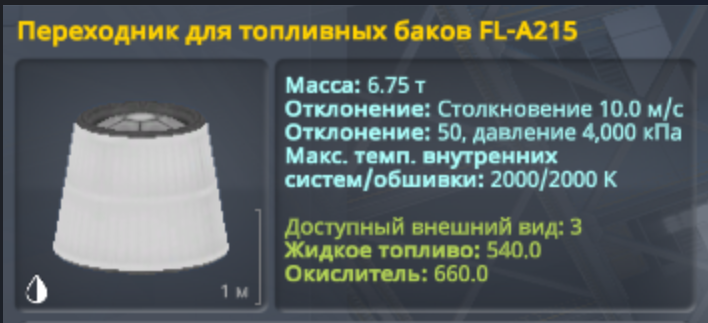 Переходник для топливных баков FL-A215
Масса: 6.75 т
Отклонение: Столкновение 10.0 м/с
Отклонение: 50, давление 4,000 кПа
Макс. темп. внутренних
систем/обшивки: 2000/2000 К
Доступный внешний вид: 3
Жидкое топливо: 540.0
Окислитель: 660.0
1 м